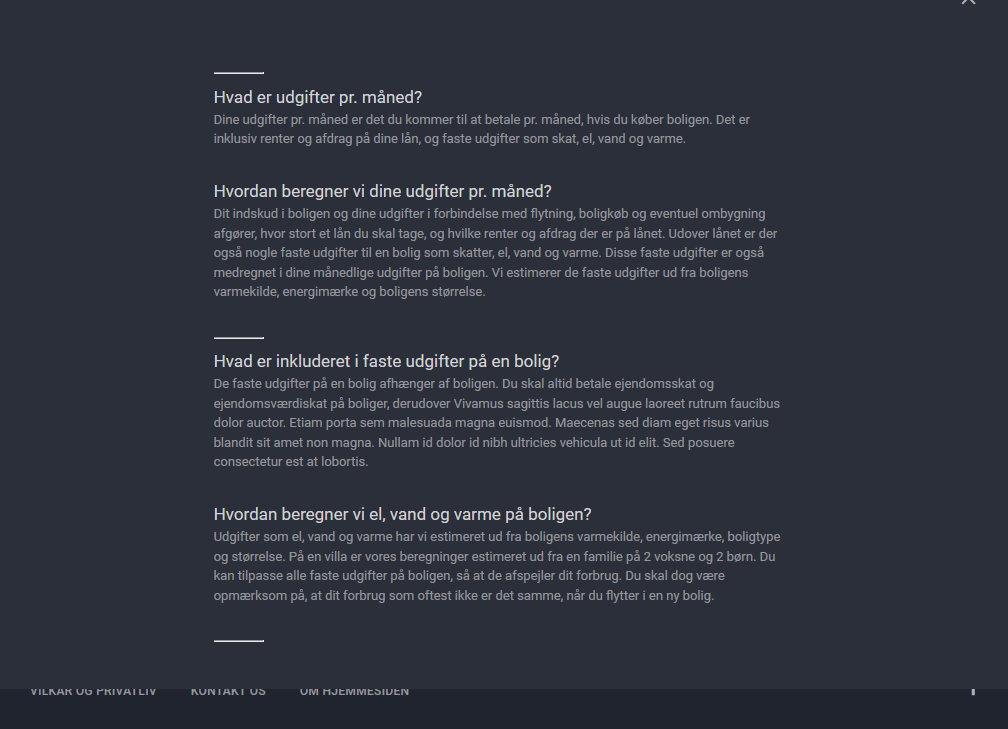 Hvad er udgifter pr. måned?
Dine udgifter pr. måned er det du kommer til at betale pr. måned, hvis du køber boligen. Det er
inklusiv renter og afdrag på dine lån, og faste udgifter som skat, el, vand og varme.
Hvordan beregner vi dine udgifter pr. måned?
Dit indskud i boligen og dine udgifter i forbindelse med flytning, boligkøb og eventuel ombygning
afgører, hvor stort et lån du skal tage, og hvilke renter og afdrag der er på lånet. Udover lånet er der
også nogle faste udgifter til en bolig som skatter, el, vand og varme. Disse faste udgifter er også
medregnet i dine månedlige udgifter på boligen. Vi estimerer de faste udgifter ud fra boligens
varmekilde, energimærke og boligens størrelse.
Hvad er inkluderet i faste udgifter på en bolig?
De faste udgifter på en bolig afhænger af boligen. Du skal altid betale ejendomsskat og
ejendomsværdiskat på boliger, derudover Vivamus sagittis lacus vel augue laoreet rutrum faucibus
dolor auctor. Etiam porta sem malesuada magna euismod. Maecenas sed diam eget risus varius
blandit sit amet non magna. Nullam id dolor id nibh ultricies vehicula ut id elit. Sed posuere
consectetur est at lobortis.
Hvordan beregner vi el, vand og varme på boligen?
Udgifter som el, vand og varme har vi estimeret ud fra boligens varmekilde, energimærke, boligtype
og størrelse. På en villa er vores beregninger estimeret ud fra en familie på 2 voksne og 2 børn. Du
kan tilpasse alle faste udgifter på boligen, så at de afspejler dit forbrug. Du skal dog være
opmærksom på, at dit forbrug som oftest ikke er det samme, når du flytter i en ny bolig.
VILKÅR OG PRIVATLIV KONTAKT OS OM HJEMMESIDEN